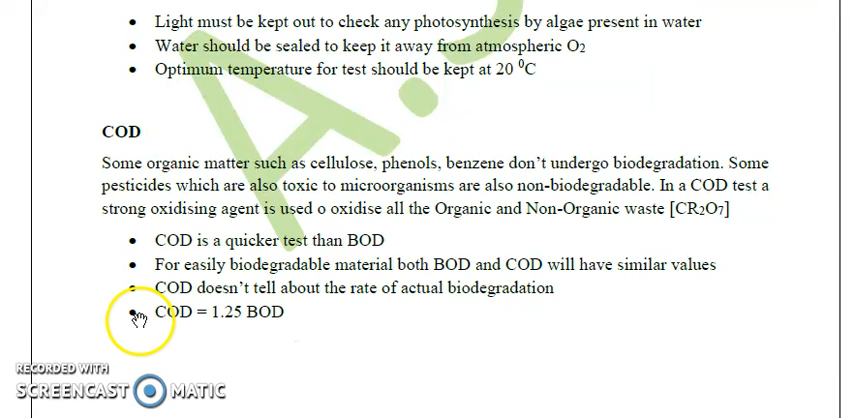 Light must be kept out to check any photosynthesis by algae present in water
Water should be sealed to keep it away from atmospheric O2
Optimum temperature for test should be kept at 20 ⁰C
COD
Some organic matter such as cellulose, phenols, benzene don't undergo biodegradation. Some
pesticides which are also toxic to microorganisms are also non-biodegradable. In a COD test a
strong oxidising agent is used o oxidise all the Organic and Non-Organic waste [CR2O7]
COD is a quicker test than BOD
For easily biodegradable material both BOD and COD will have similar values
COD doesn't tell about the rate of actual biodegradation
COD = 1.25 BOD
RECORDED WITH
SCREENCAST MATIC